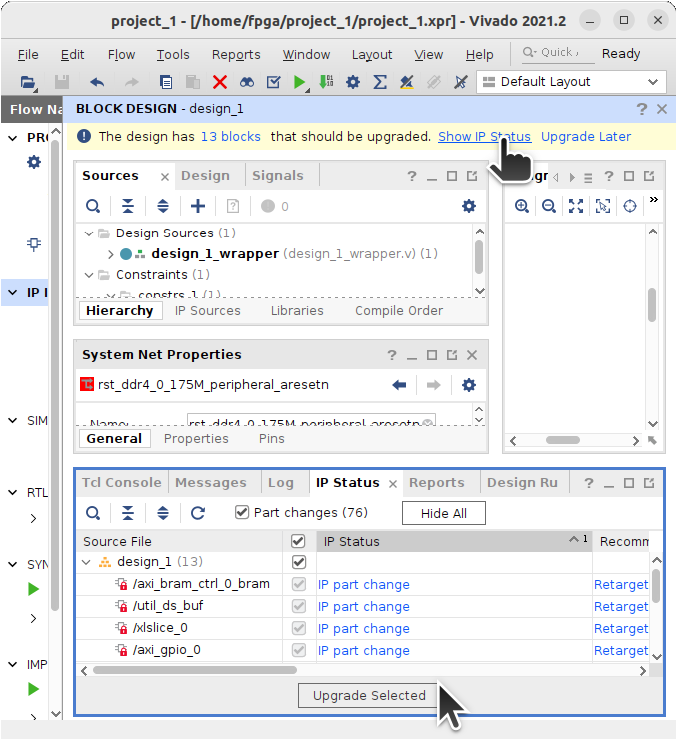 project_1 - [/home/fpga/project_1/project_1.xpr] - Vivado 2021.2
File Edit Flow Tools Reports Window Layout View Help Quick Ready
Default Layout
Flow Na
BLOCK DESIGN - design_1
The design has 13 blocks that should be upgraded. Show IP Status Upgrade Later
PRO
Sources Design Signals
0
Design Sources (1)
design_1_wrapper (design_1_wrapper.v) (1)
Constraints (1)
constrs_1 (1)
IP I
Hierarchy IP Sources Libraries Compile Order
System Net Properties
rst_ddr4_0_175M_peripheral_aresetn
Name: rst_ddr4_0_175M_peripheral_aresetn
SIM
General Properties Pins
Tcl Console Messages Log IP Status Reports Design Ru
RTL
Part changes (76) Hide All
Source File IP Status 1 Recomm
SYN
design_1 (13)
/axi_bram_ctrl_0_bram IP part change Retarget
/util_ds_buf IP part change Retarget
/xlslice_0 IP part change Retarget
/axi_gpio_0 IP part change Retarget
IMP
Upgrade Selected